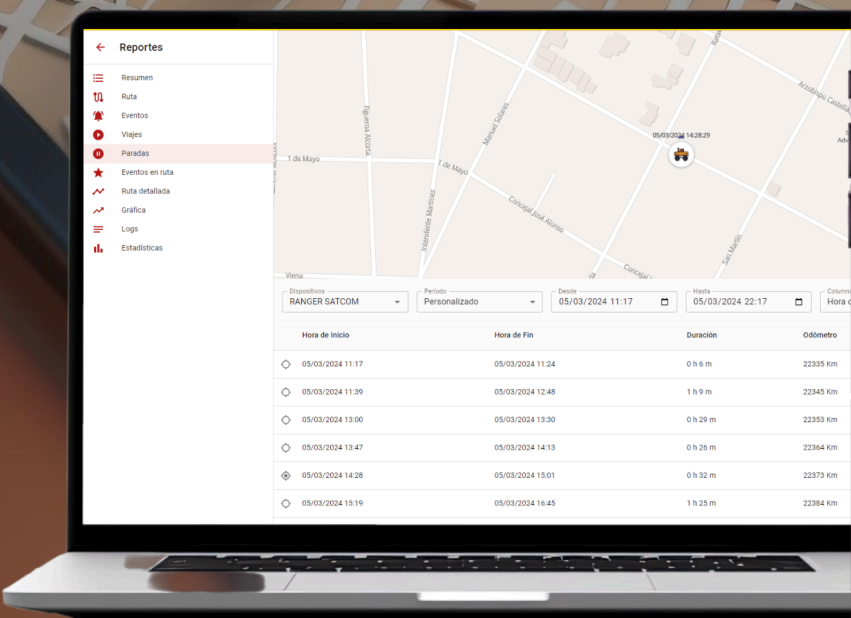 Reportes
Resumen
Ruta
Eventos
Viajes
Paradas
Eventos en ruta
Ruta detallada
Gráfica
Logs
Estadísticas
Figueroa Alcorta
Manuel Solares
Arzobispo Castella
05/03/2024 14:28:29
1 de Mayo
1 de Mayo
Intendente Martínez
Concejal José Alonso
San Martín
Concejal
Viena
Dispositivos
RANGER SATCOM
Período
Personalizado
Desde
05/03/2024 11:17
Hasta
05/03/2024 22:17
Column
Hora
Hora de Inicio Hora de Fin Duración Odómetro
05/03/2024 11:17 05/03/2024 11:24 0 h 6 m 22335 Km
05/03/2024 11:39 05/03/2024 12:48 1 h 9 m 22345 Km
05/03/2024 13:00 05/03/2024 13:30 0 h 29 m 22353 Km
05/03/2024 13:47 05/03/2024 14:13 0 h 26 m 22364 Km
05/03/2024 14:28 05/03/2024 15:01 0 h 32 m 22373 Km
05/03/2024 15:19 05/03/2024 16:45 1 h 25 m 22384 Km